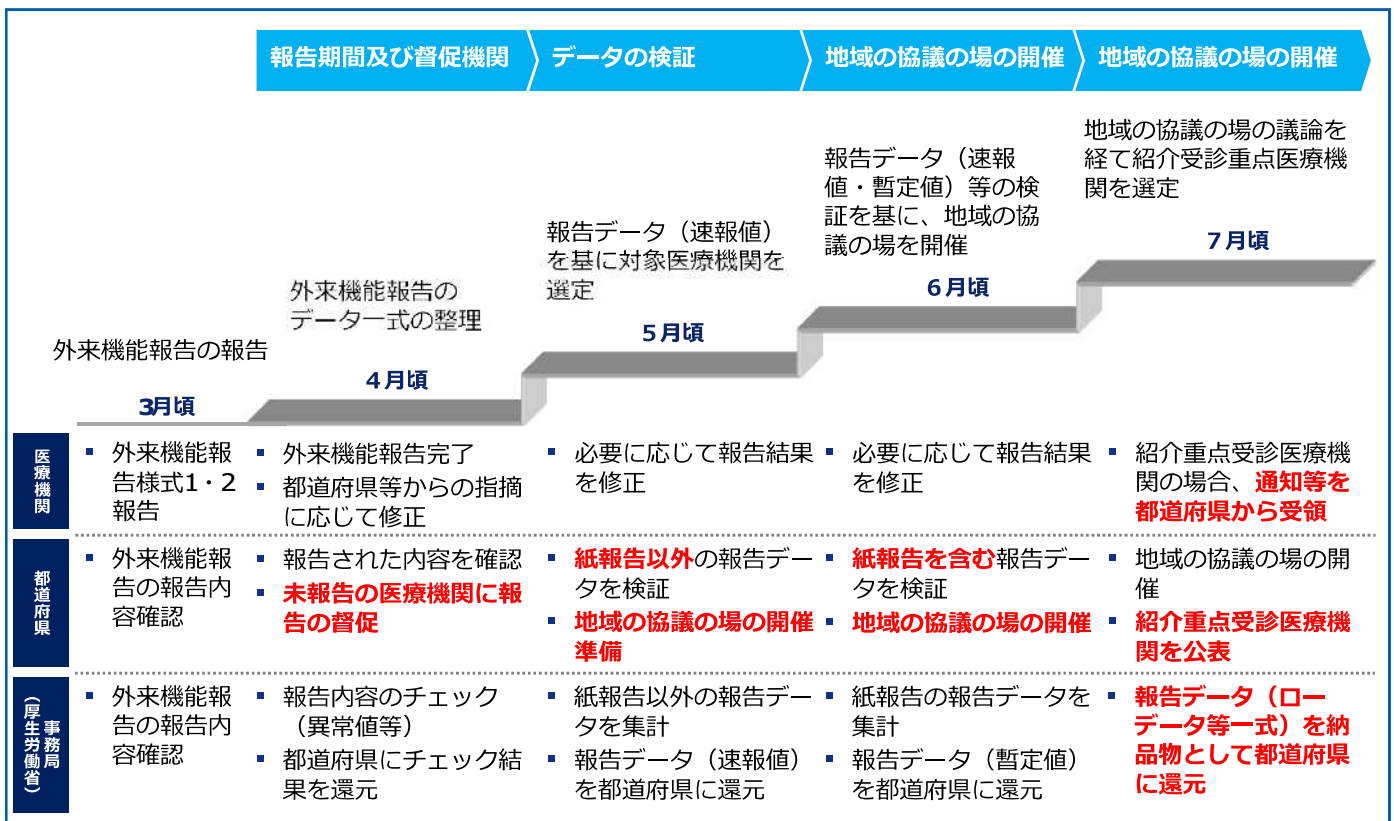 報告期間及び督促機関
データの検証
地域の協議の場の開催
地域の協議の場の開催
外来機能報告の報告
3月頃
外来機能報告の
データ一式の整理
4月頃
報告データ（速報値）
を基に対象医療機関を
選定
5月頃
報告データ（速報
値・暫定値）等の検
証を基に、地域の協
議の場を開催
6月頃
地域の協議の場の議論を
経て紹介受診重点医療機
関を選定
7月頃
医療機関
▪ 外来機能報
告様式1・2
報告
▪ 外来機能報告完了
▪ 都道府県等からの指摘
に応じて修正
▪ 必要に応じて報告結果
を修正
▪ 必要に応じて報告結果
を修正
▪ 紹介重点受診医療機
関の場合、通知等を
都道府県から受領
都道府県
▪ 外来機能報
告の報告内
容確認
▪ 報告された内容を確認
▪ 未報告の医療機関に報
告の督促
▪ 紙報告以外の報告デー
タを検証
▪ 地域の協議の場の開催
準備
▪ 紙報告を含む報告デー
タを検証
▪ 地域の協議の場の開催
▪ 地域の協議の場の開
催
▪ 紹介重点受診医療機
関を公表
事務局
（厚生労働省）
▪ 外来機能報
告の報告内
容確認
▪ 報告内容のチェック
（異常値等）
▪ 都道府県にチェック結
果を還元
▪ 紙報告以外の報告デー
タを集計
▪ 報告データ（速報値）
を都道府県に還元
▪ 紙報告の報告データを
集計
▪ 報告データ（暫定値）
を都道府県に還元
▪ 報告データ（ロー
データ等一式）を納
品物として都道府県
に還元